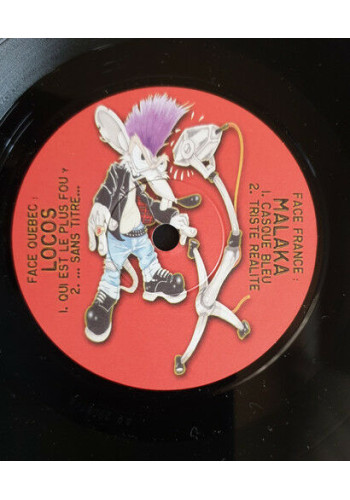 FACE QUEBEC :
LOCOS
1. QUI EST LE PLUS FOU ?
2. ... SANS TITRE...
FACE FRANCE :
MALAKA
1. CASQUE BLEU
2. TRISTE REALITE